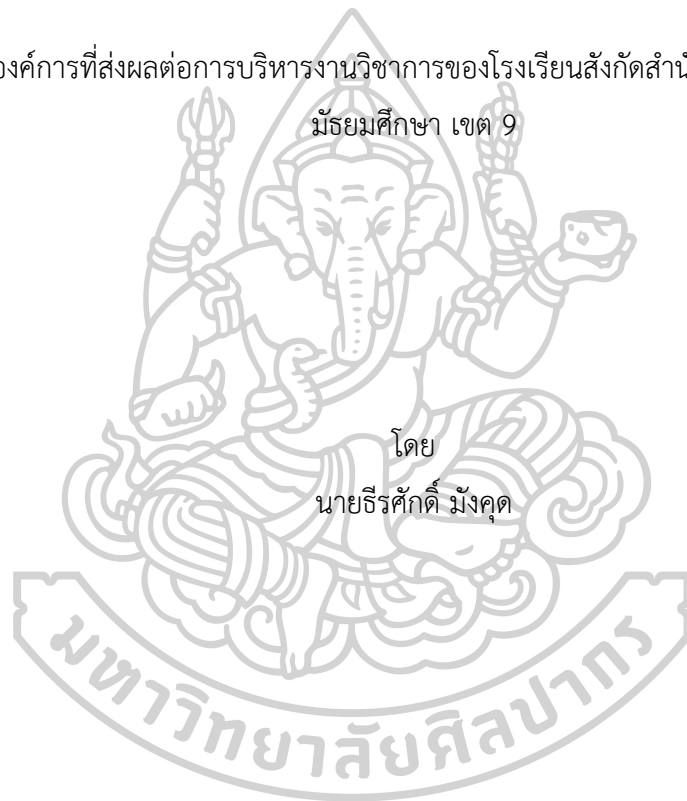 องค์การที่ส่งผลต่อการบริหารงานวิชาการของโรงเรียนสังกัดสำนั
มัธยมศึกษา เขต 9
โดย
นายธีรศักดิ์ มังคุด
มหาวิทยาลัยศิลปากร